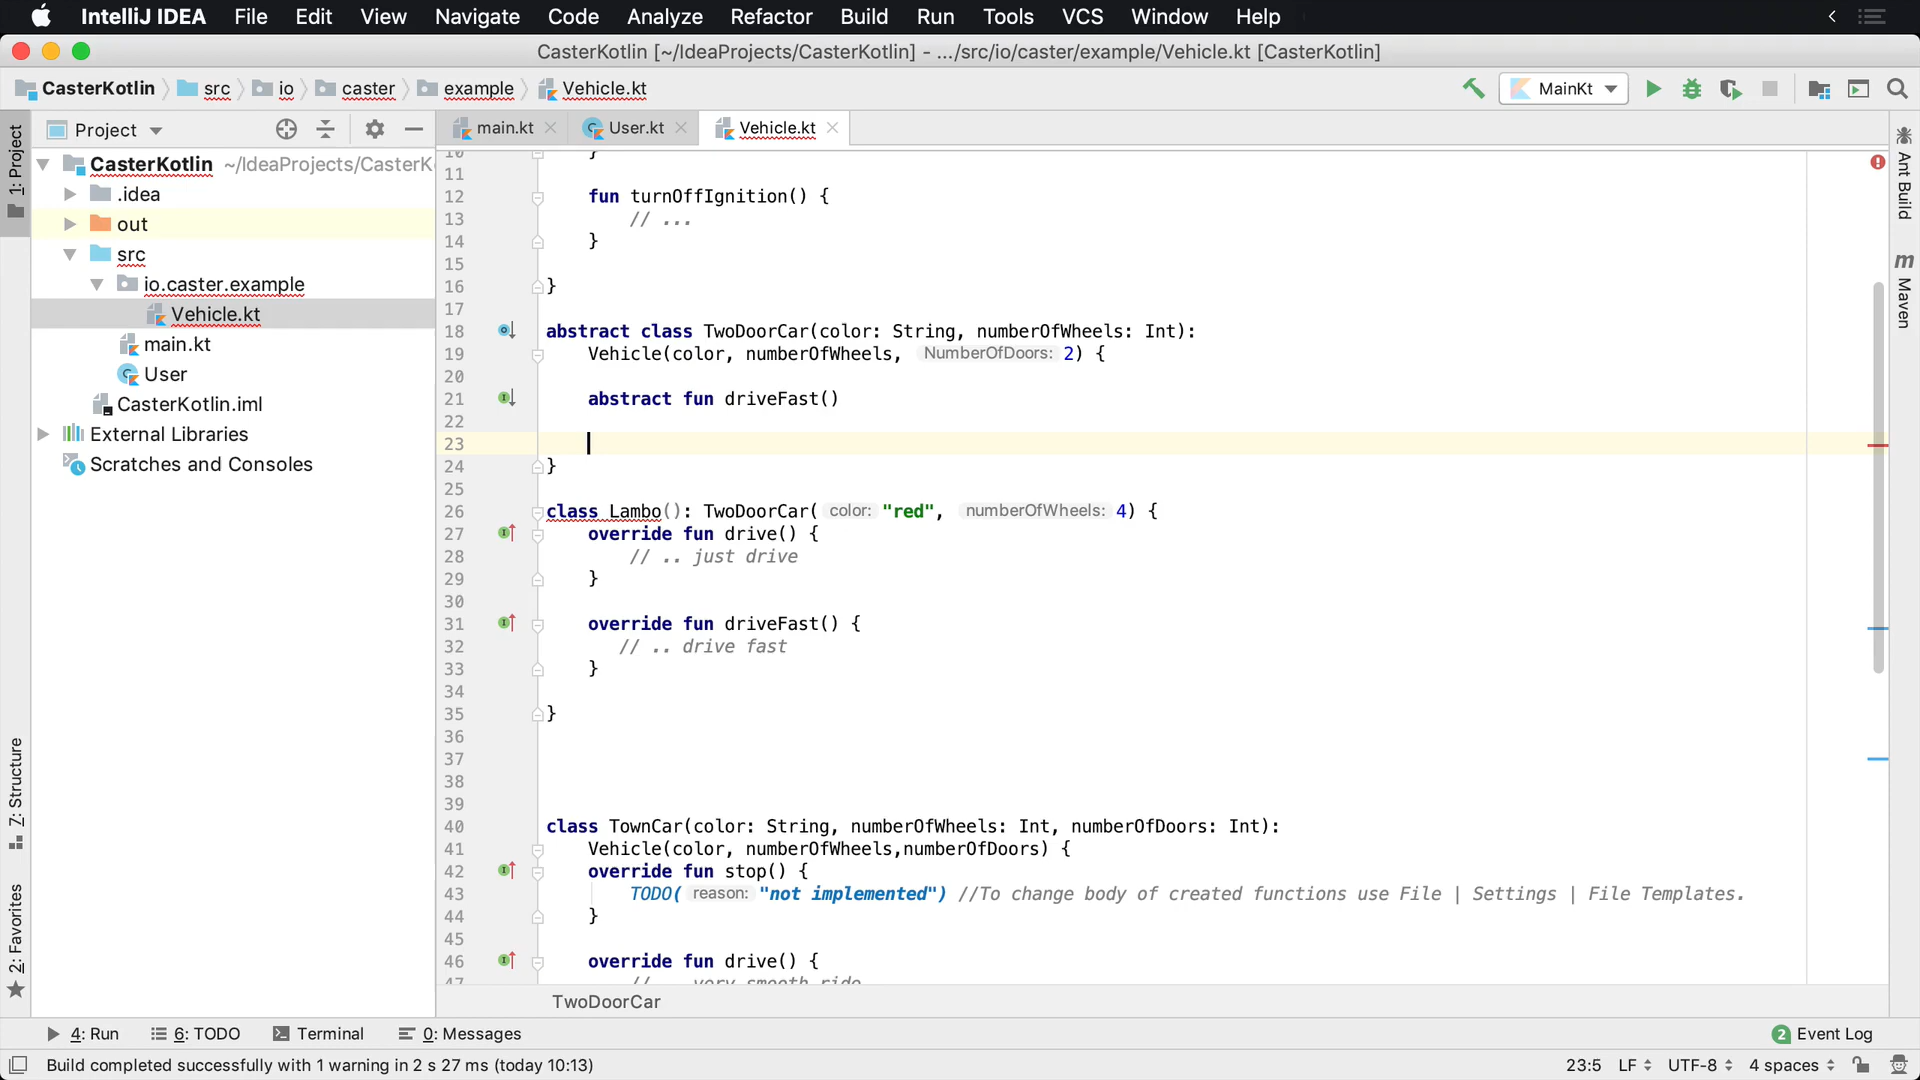 IntelliJ IDEA File Edit View Navigate Code Analyze Refactor Build Run Tools VCS Window Help
CasterKotlin [~/IdeaProjects/CasterKotlin] - .../src/io/caster/example/Vehicle.kt [CasterKotlin]
CasterKotlin src io caster example Vehicle.kt MainKt
1: Project
Z: Structure
2: Favorites
Project
CasterKotlin ~/IdeaProjects/CasterK
.idea
out
src
io.caster.example
Vehicle.kt
main.kt
User
CasterKotlin.iml
External Libraries
Scratches and Consoles
main.kt User.kt Vehicle.kt
10 }
11
12 fun turnOffIgnition() {
13 // ...
14 }
15
16 }
17
18 abstract class TwoDoorCar(color: String, numberOfWheels: Int):
19 Vehicle(color, numberOfWheels, NumberOfDoors: 2) {
20
21 abstract fun driveFast()
22
23
24 }
25
26 class Lambo(): TwoDoorCar( color: "red", numberOfWheels: 4) {
27 override fun drive() {
28 // .. just drive
29 }
30
31 override fun driveFast() {
32 // .. drive fast
33 }
34
35 }
36
37
38
39
40 class TownCar(color: String, numberOfWheels: Int, numberOfDoors: Int):
41 Vehicle(color, numberOfWheels,numberOfDoors) {
42 override fun stop() {
43 TODO( reason: "not implemented") //To change body of created functions use File | Settings | File Templates.
44 }
45
46 override fun drive() {
47 // very smooth ride
TwoDoorCar
Ant Build
m Maven
4: Run 6: TODO Terminal 0: Messages 2 Event Log
Build completed successfully with 1 warning in 2 s 27 ms (today 10:13) 23:5 LF UTF-8 4 spaces